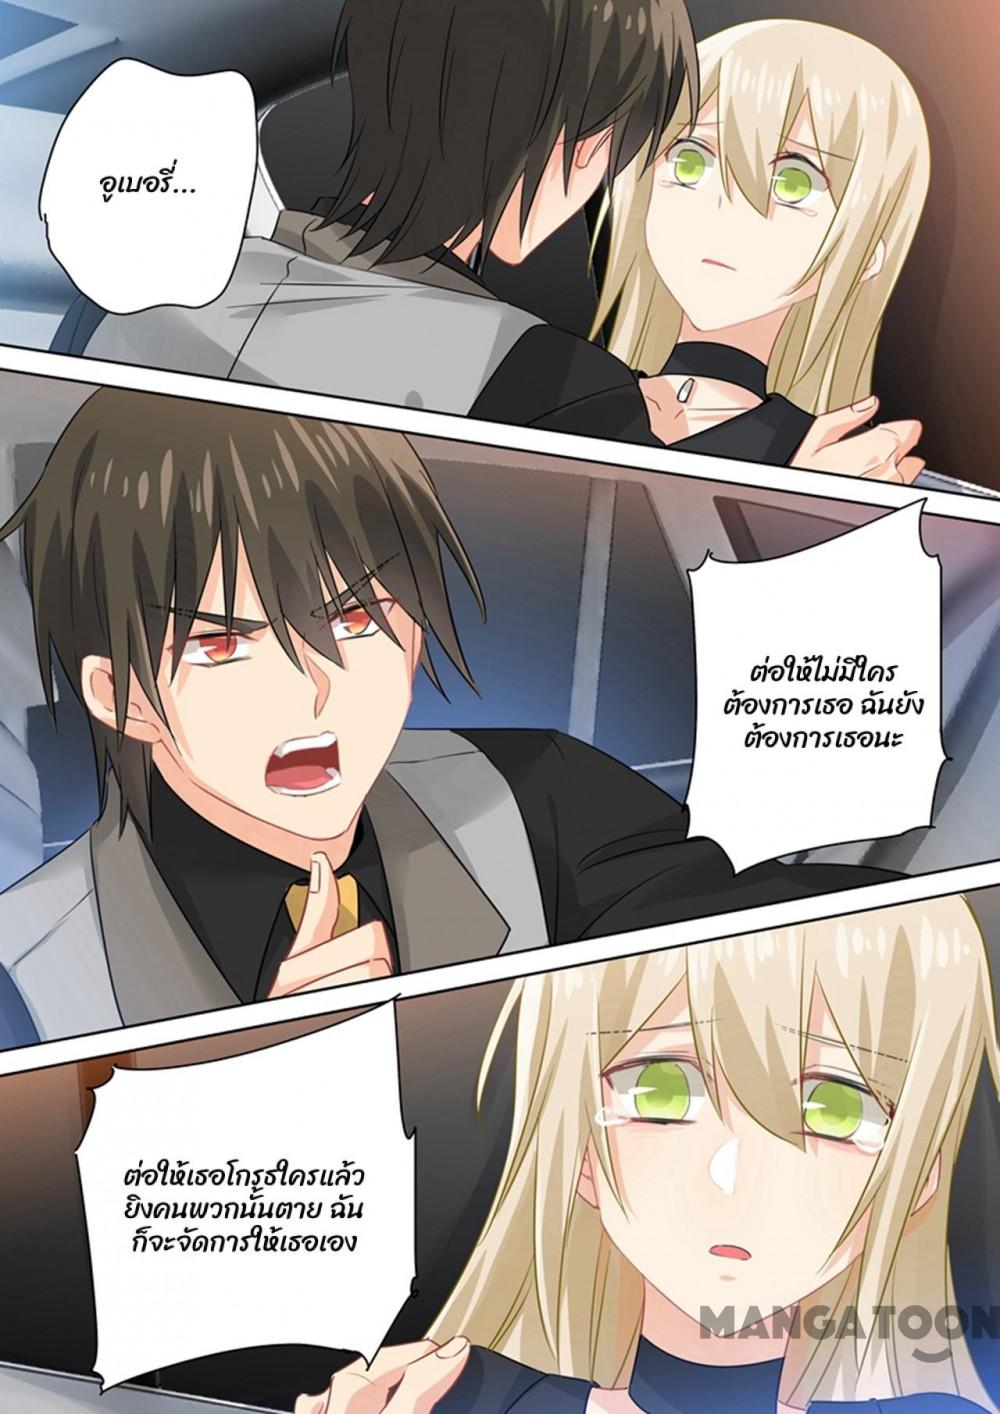 อูเบอรี่...
ต่อให้ไม่มีใคร
ต้องการเธอ ฉันยัง
ต้องการเธอนะ
ต่อให้เธอโกรธใครแล้ว
ยิงคนพวกนั้นตาย ฉัน
ก็จะจัดการให้เธอเอง
MANGATOON